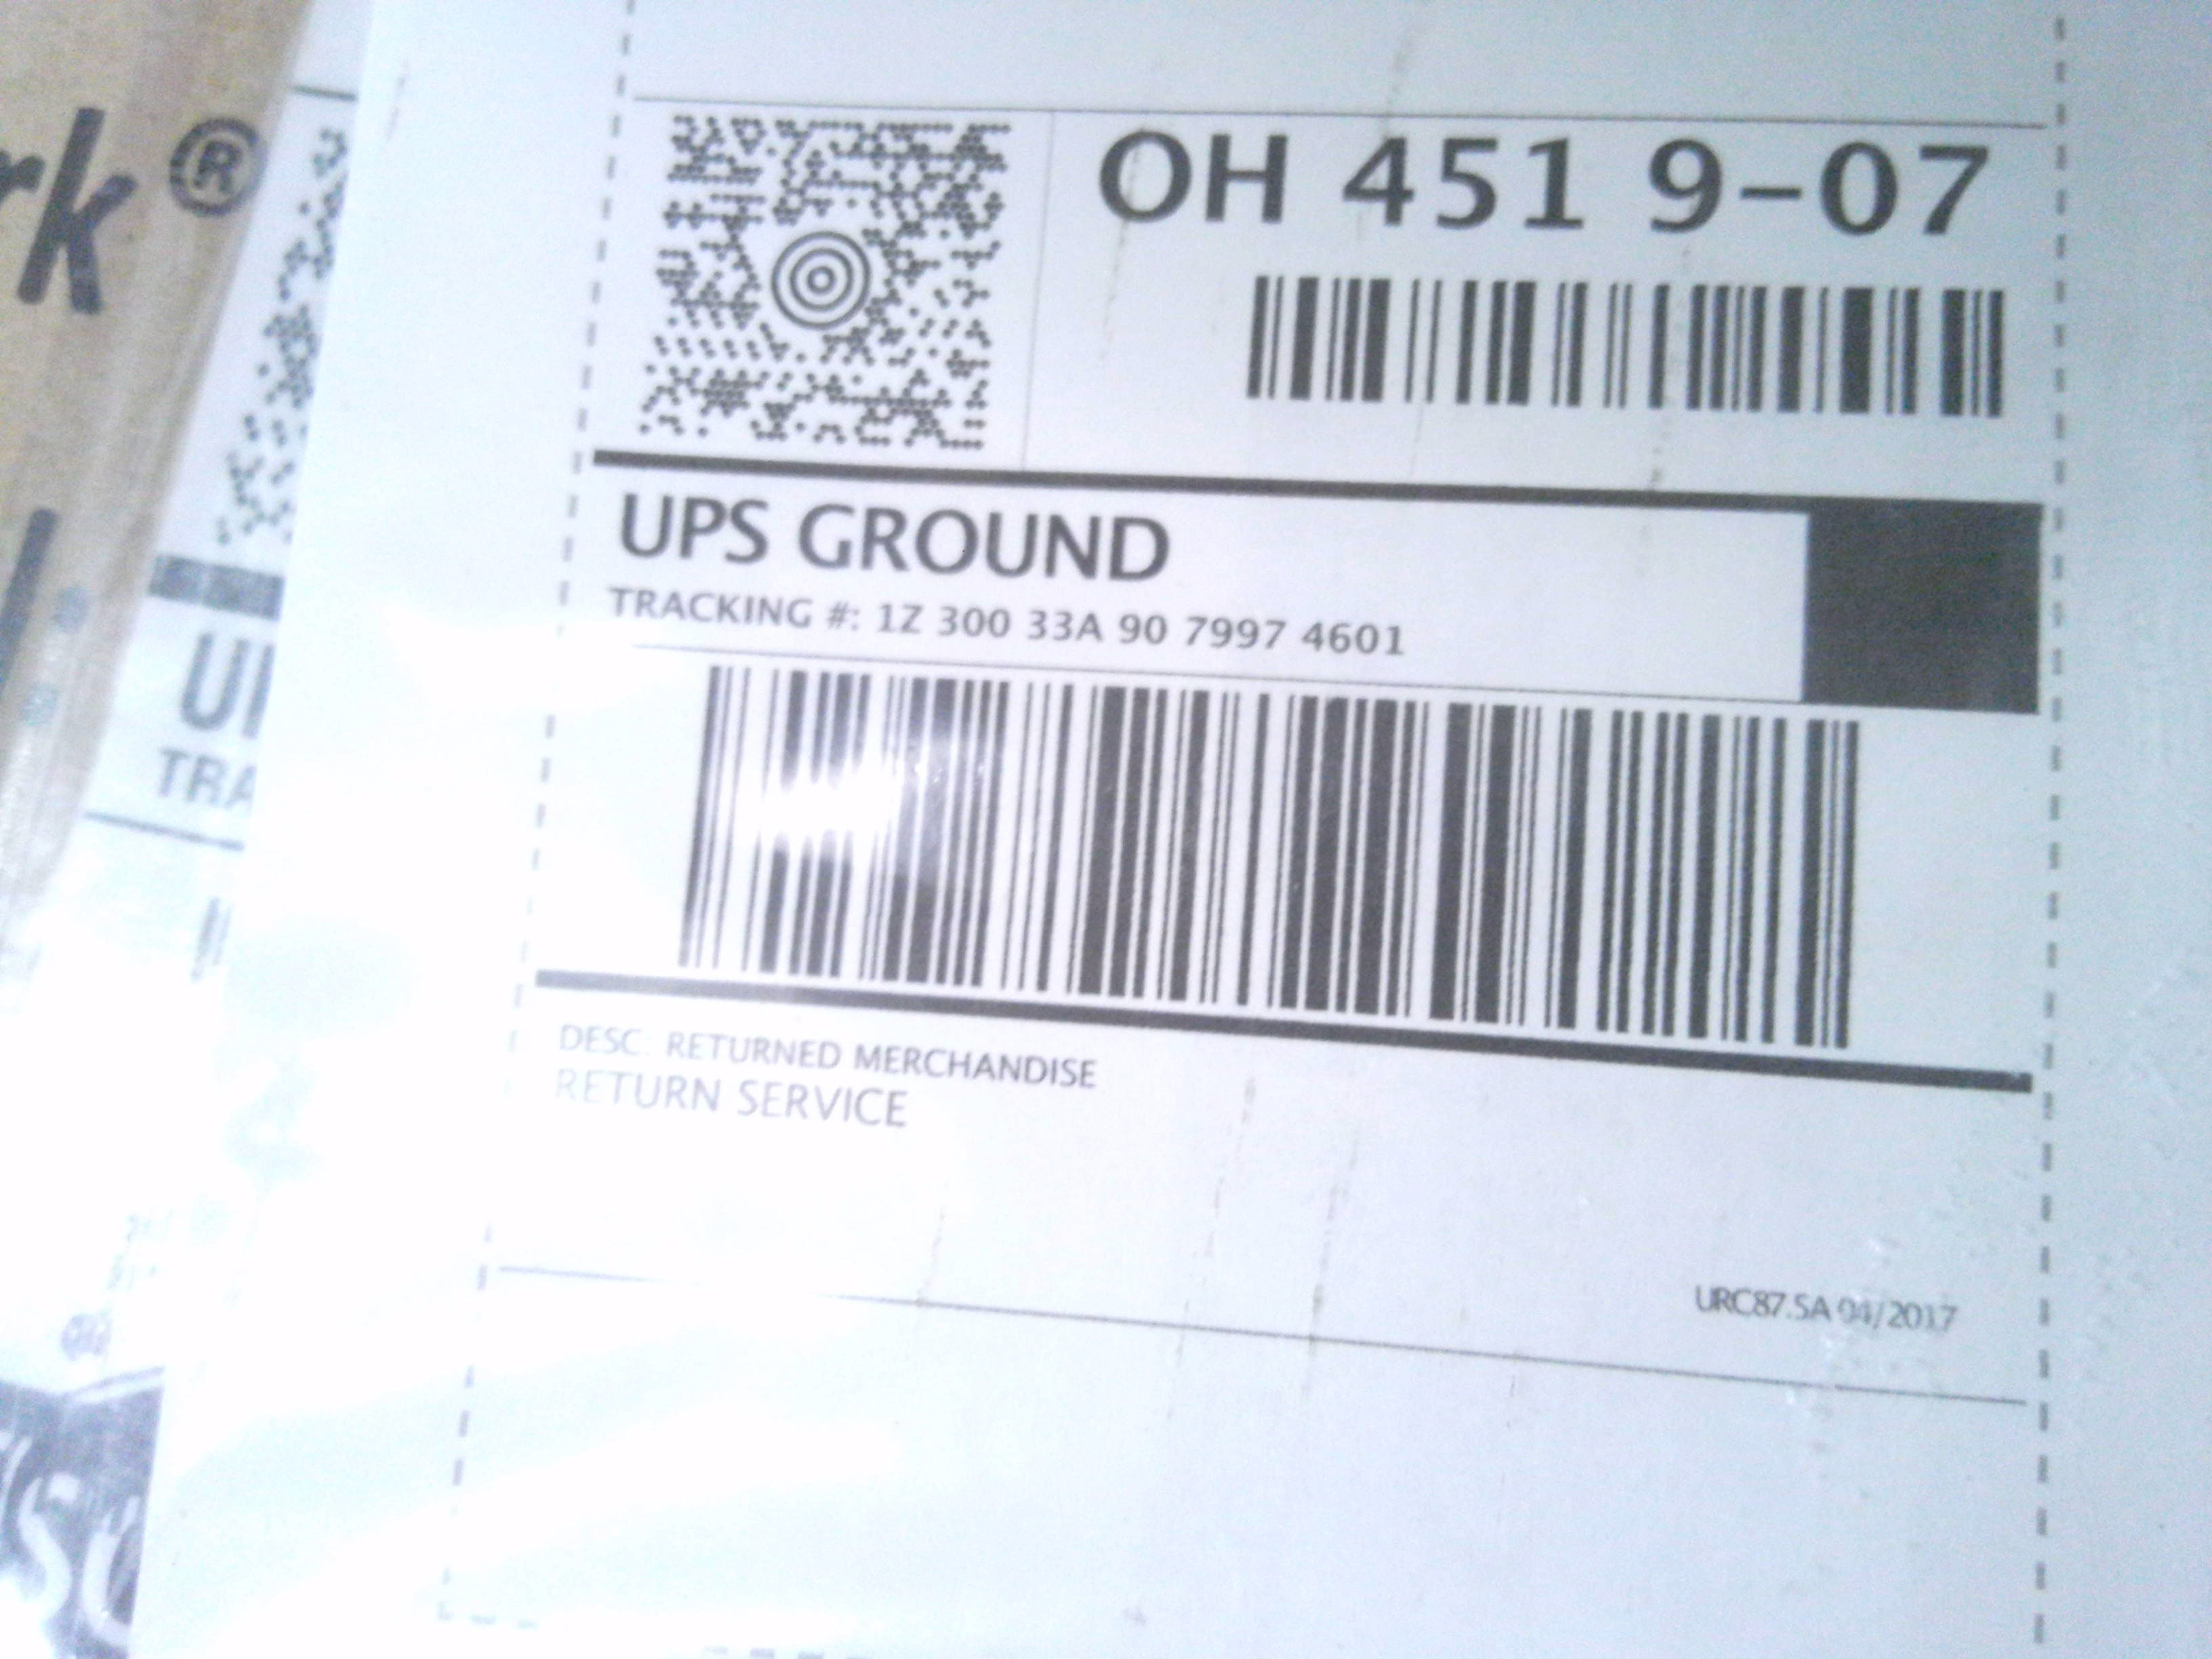 rk®
OH 451 9-07
UPS GROUND
TRACKING #: 1Z 300 33A 90 7997 4601
U
TRA
DESC: RETURNED MERCHANDISE
RETURN SERVICE
URC87.5A 04/2017